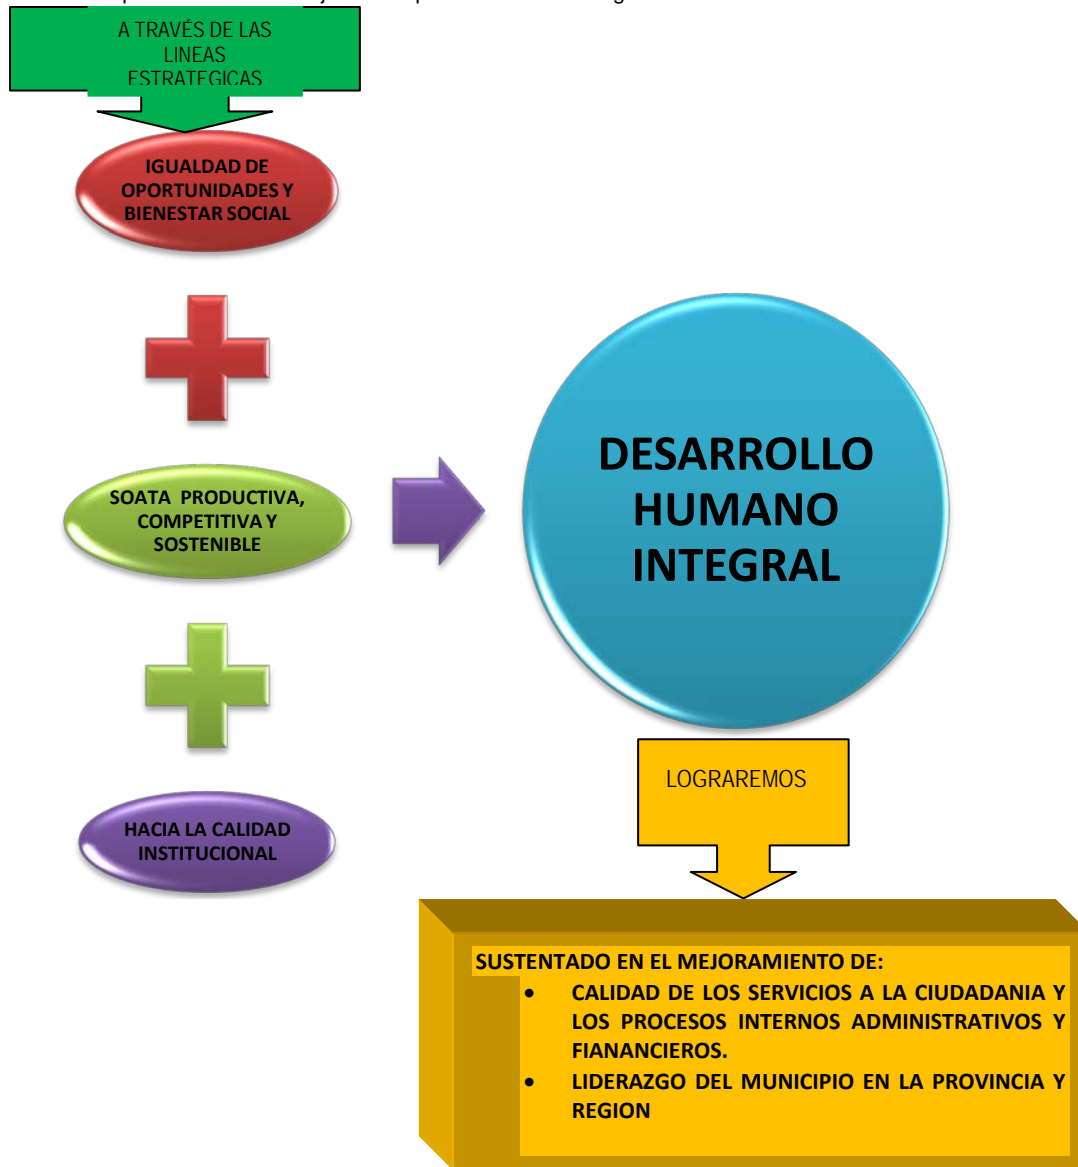 A TRAVÉS DE LAS
LINEAS
ESTRATEGICAS
IGUALDAD DE
OPORTUNIDADES Y
BIENESTAR SOCIAL
SOATA PRODUCTIVA,
COMPETITIVA Y
SOSTENIBLE
HACIA LA CALIDAD
INSTITUCIONAL
DESARROLLO
HUMANO
INTEGRAL
LOGRAREMOS
SUSTENTADO EN EL MEJORAMIENTO DE:
• CALIDAD DE LOS SERVICIOS A LA CIUDADANIA Y
LOS PROCESOS INTERNOS ADMINISTRATIVOS Y
FIANANCIEROS.
• LIDERAZGO DEL MUNICIPIO EN LA PROVINCIA Y
REGION